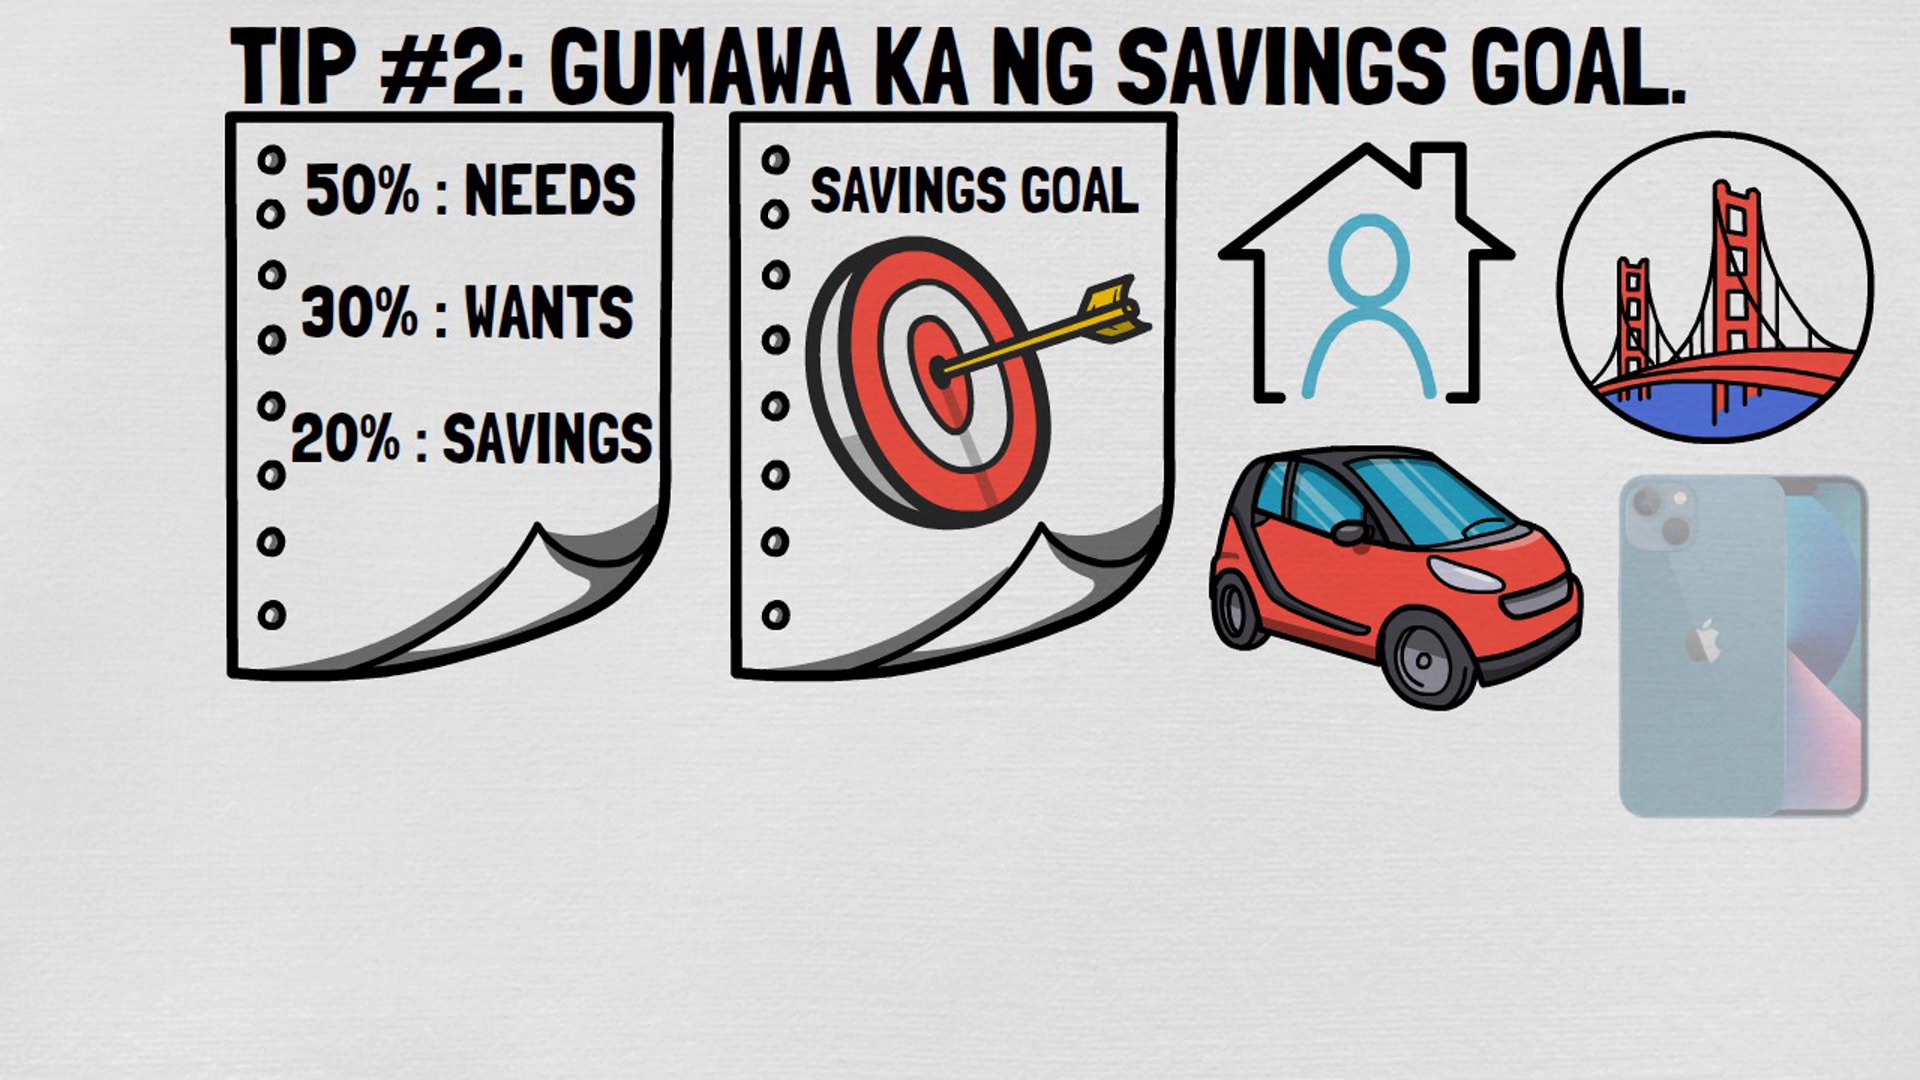 TIP #2: GUMAWA KA NG SAVINGS GOAL.
50% : NEEDS
30% : WANTS
20% : SAVINGS
SAVINGS GOAL